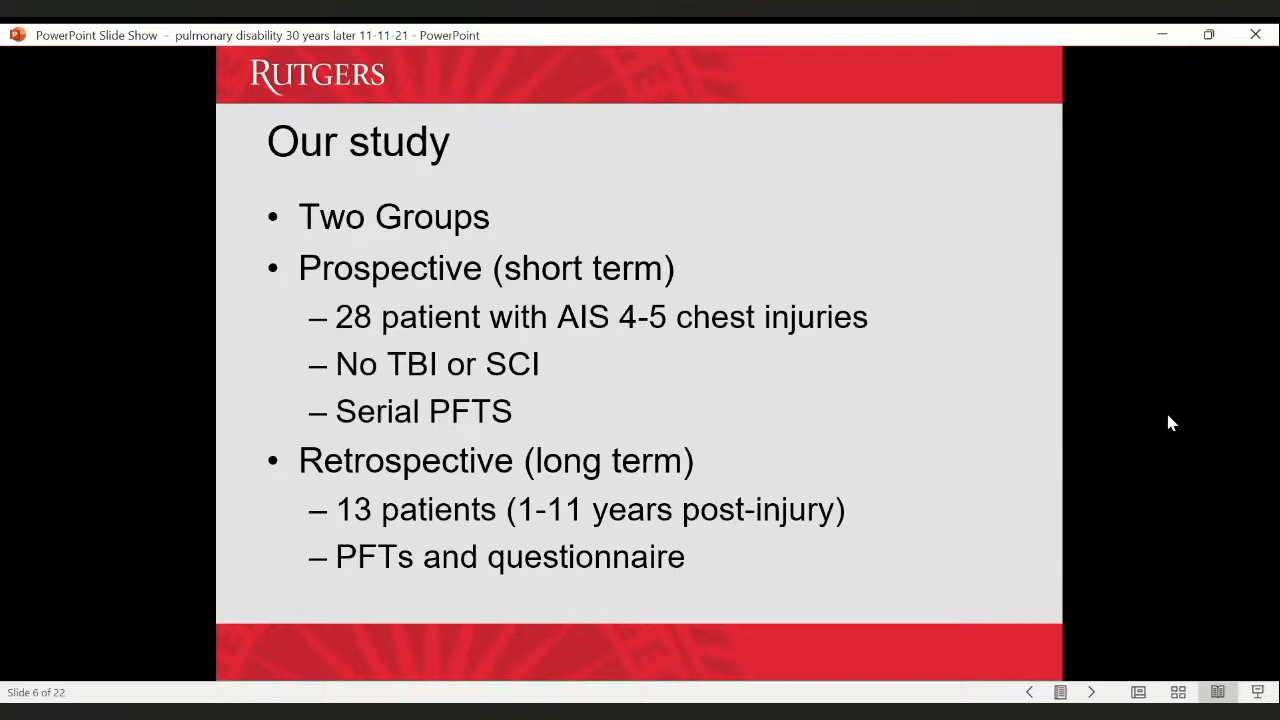 PowerPoint Slide Show - pulmonary disability 30 years later 11-11-21 - PowerPoint
RUTGERS
Our study
• Two Groups
• Prospective (short term)
– 28 patient with AIS 4-5 chest injuries
– No TBI or SCI
– Serial PFTS
• Retrospective (long term)
– 13 patients (1-11 years post-injury)
– PFTs and questionnaire
Slide 6 of 22